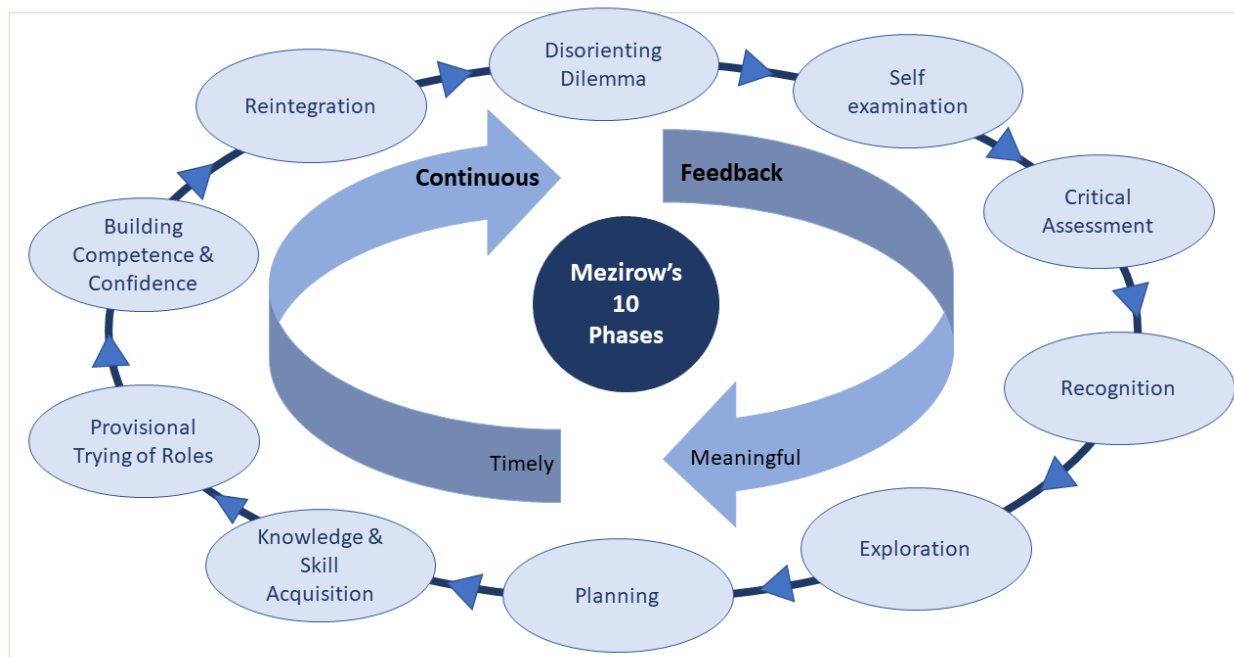 Disorienting
Dilemma
Self
examination
Critical
Assessment
Recognition
Exploration
Planning
Knowledge &
Skill
Acquisition
Provisional
Trying of Roles
Building
Competence &
Confidence
Reintegration
Continuous
Feedback
Meaningful
Timely
Mezirow’s
10
Phases